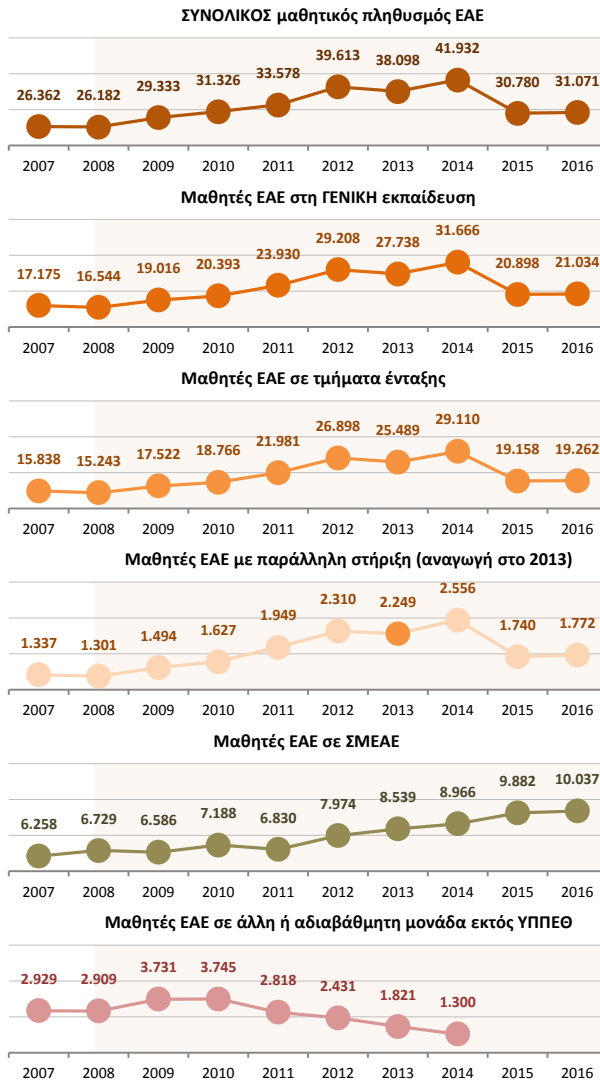 ΣΥΝΟΛΙΚΟΣ μαθητικός πληθυσμός ΕΑΕ
26.362 26.182 29.333 31.326 33.578 39.613 38.098 41.932 30.780 31.071
2007 2008 2009 2010 2011 2012 2013 2014 2015 2016
Μαθητές ΕΑΕ στη ΓΕΝΙΚΗ εκπαίδευση
17.175 16.544 19.016 20.393 23.930 29.208 27.738 31.666 20.898 21.034
2007 2008 2009 2010 2011 2012 2013 2014 2015 2016
Μαθητές ΕΑΕ σε τμήματα ένταξης
15.838 15.243 17.522 18.766 21.981 26.898 25.489 29.110 19.158 19.262
2007 2008 2009 2010 2011 2012 2013 2014 2015 2016
Μαθητές ΕΑΕ με παράλληλη στήριξη (αναγωγή στο 2013)
1.337 1.301 1.494 1.627 1.949 2.310 2.249 2.556 1.740 1.772
2007 2008 2009 2010 2011 2012 2013 2014 2015 2016
Μαθητές ΕΑΕ σε ΣΜΕΑΕ
6.258 6.729 6.586 7.188 6.830 7.974 8.539 8.966 9.882 10.037
2007 2008 2009 2010 2011 2012 2013 2014 2015 2016
Μαθητές ΕΑΕ σε άλλη ή αδιαβάθμητη μονάδα εκτός ΥΠΠΕΘ
2.929 2.909 3.731 3.745 2.818 2.431 1.821 1.300
2007 2008 2009 2010 2011 2012 2013 2014 2015 2016